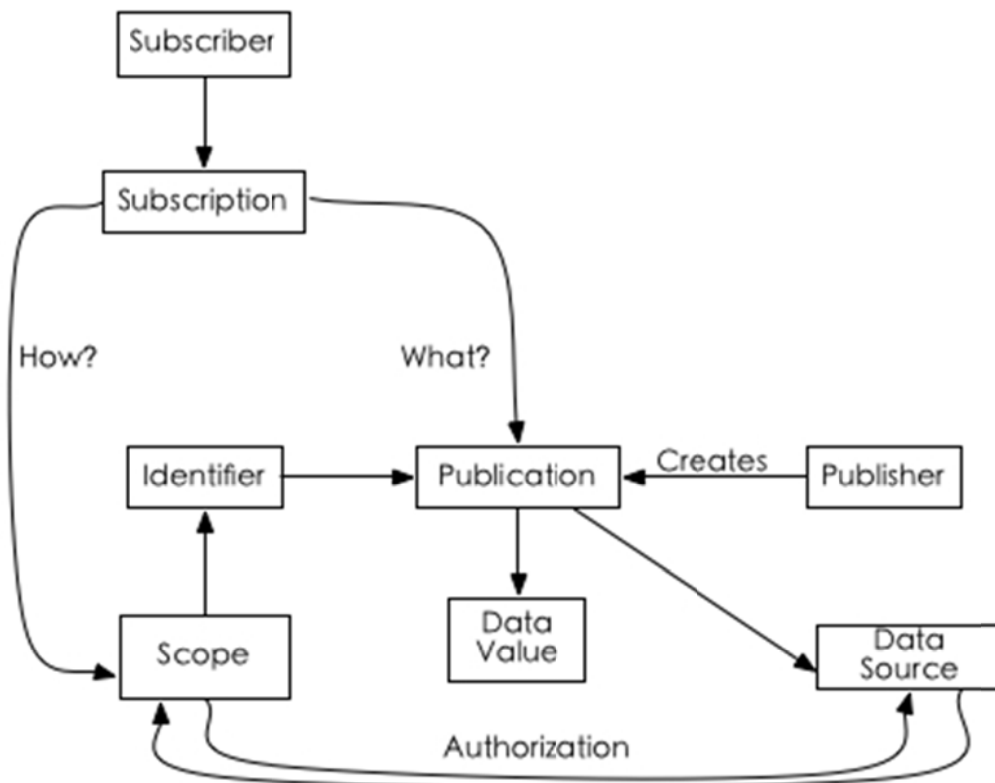 Subscriber
Subscription
How?
What?
Identifier
Publication
Creates
Publisher
Scope
Data
Value
Data
Source
Authorization